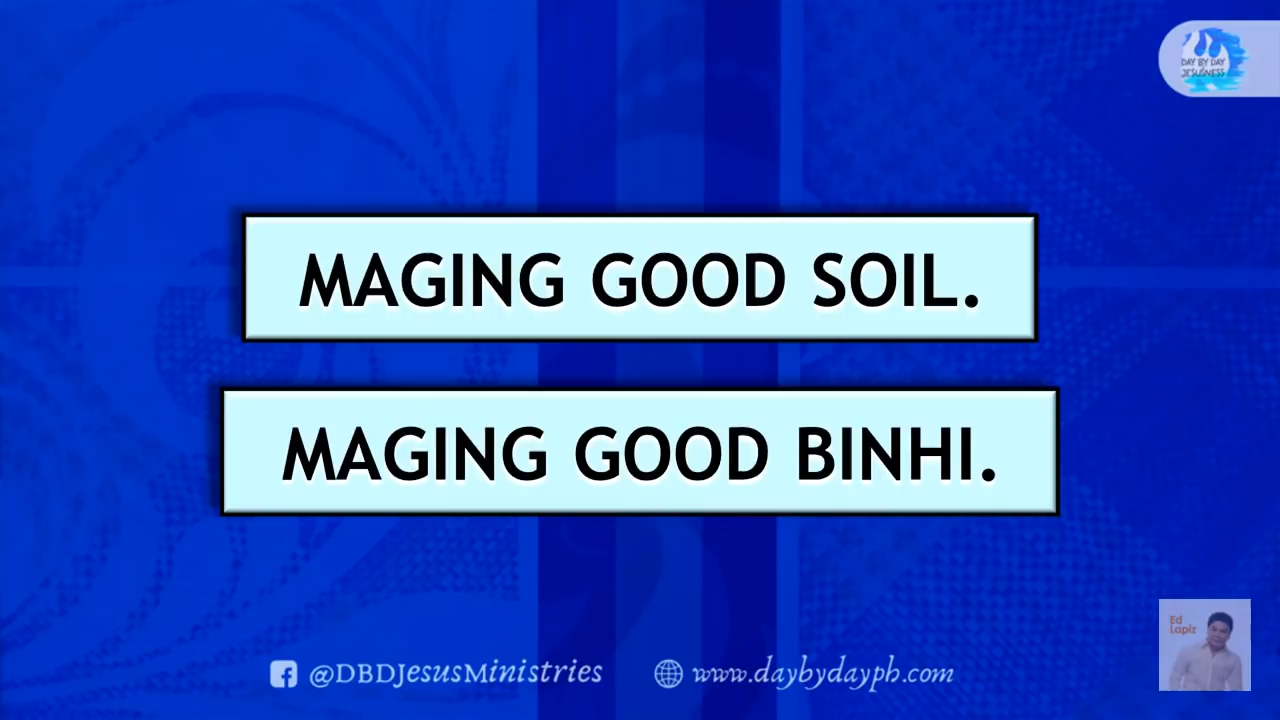 DAY BY DAY
JESUSNESS
MAGING GOOD SOIL.
MAGING GOOD BINHI.
Ed
Lapiz
@DBDJesusMinistries
www.daybydayph.com